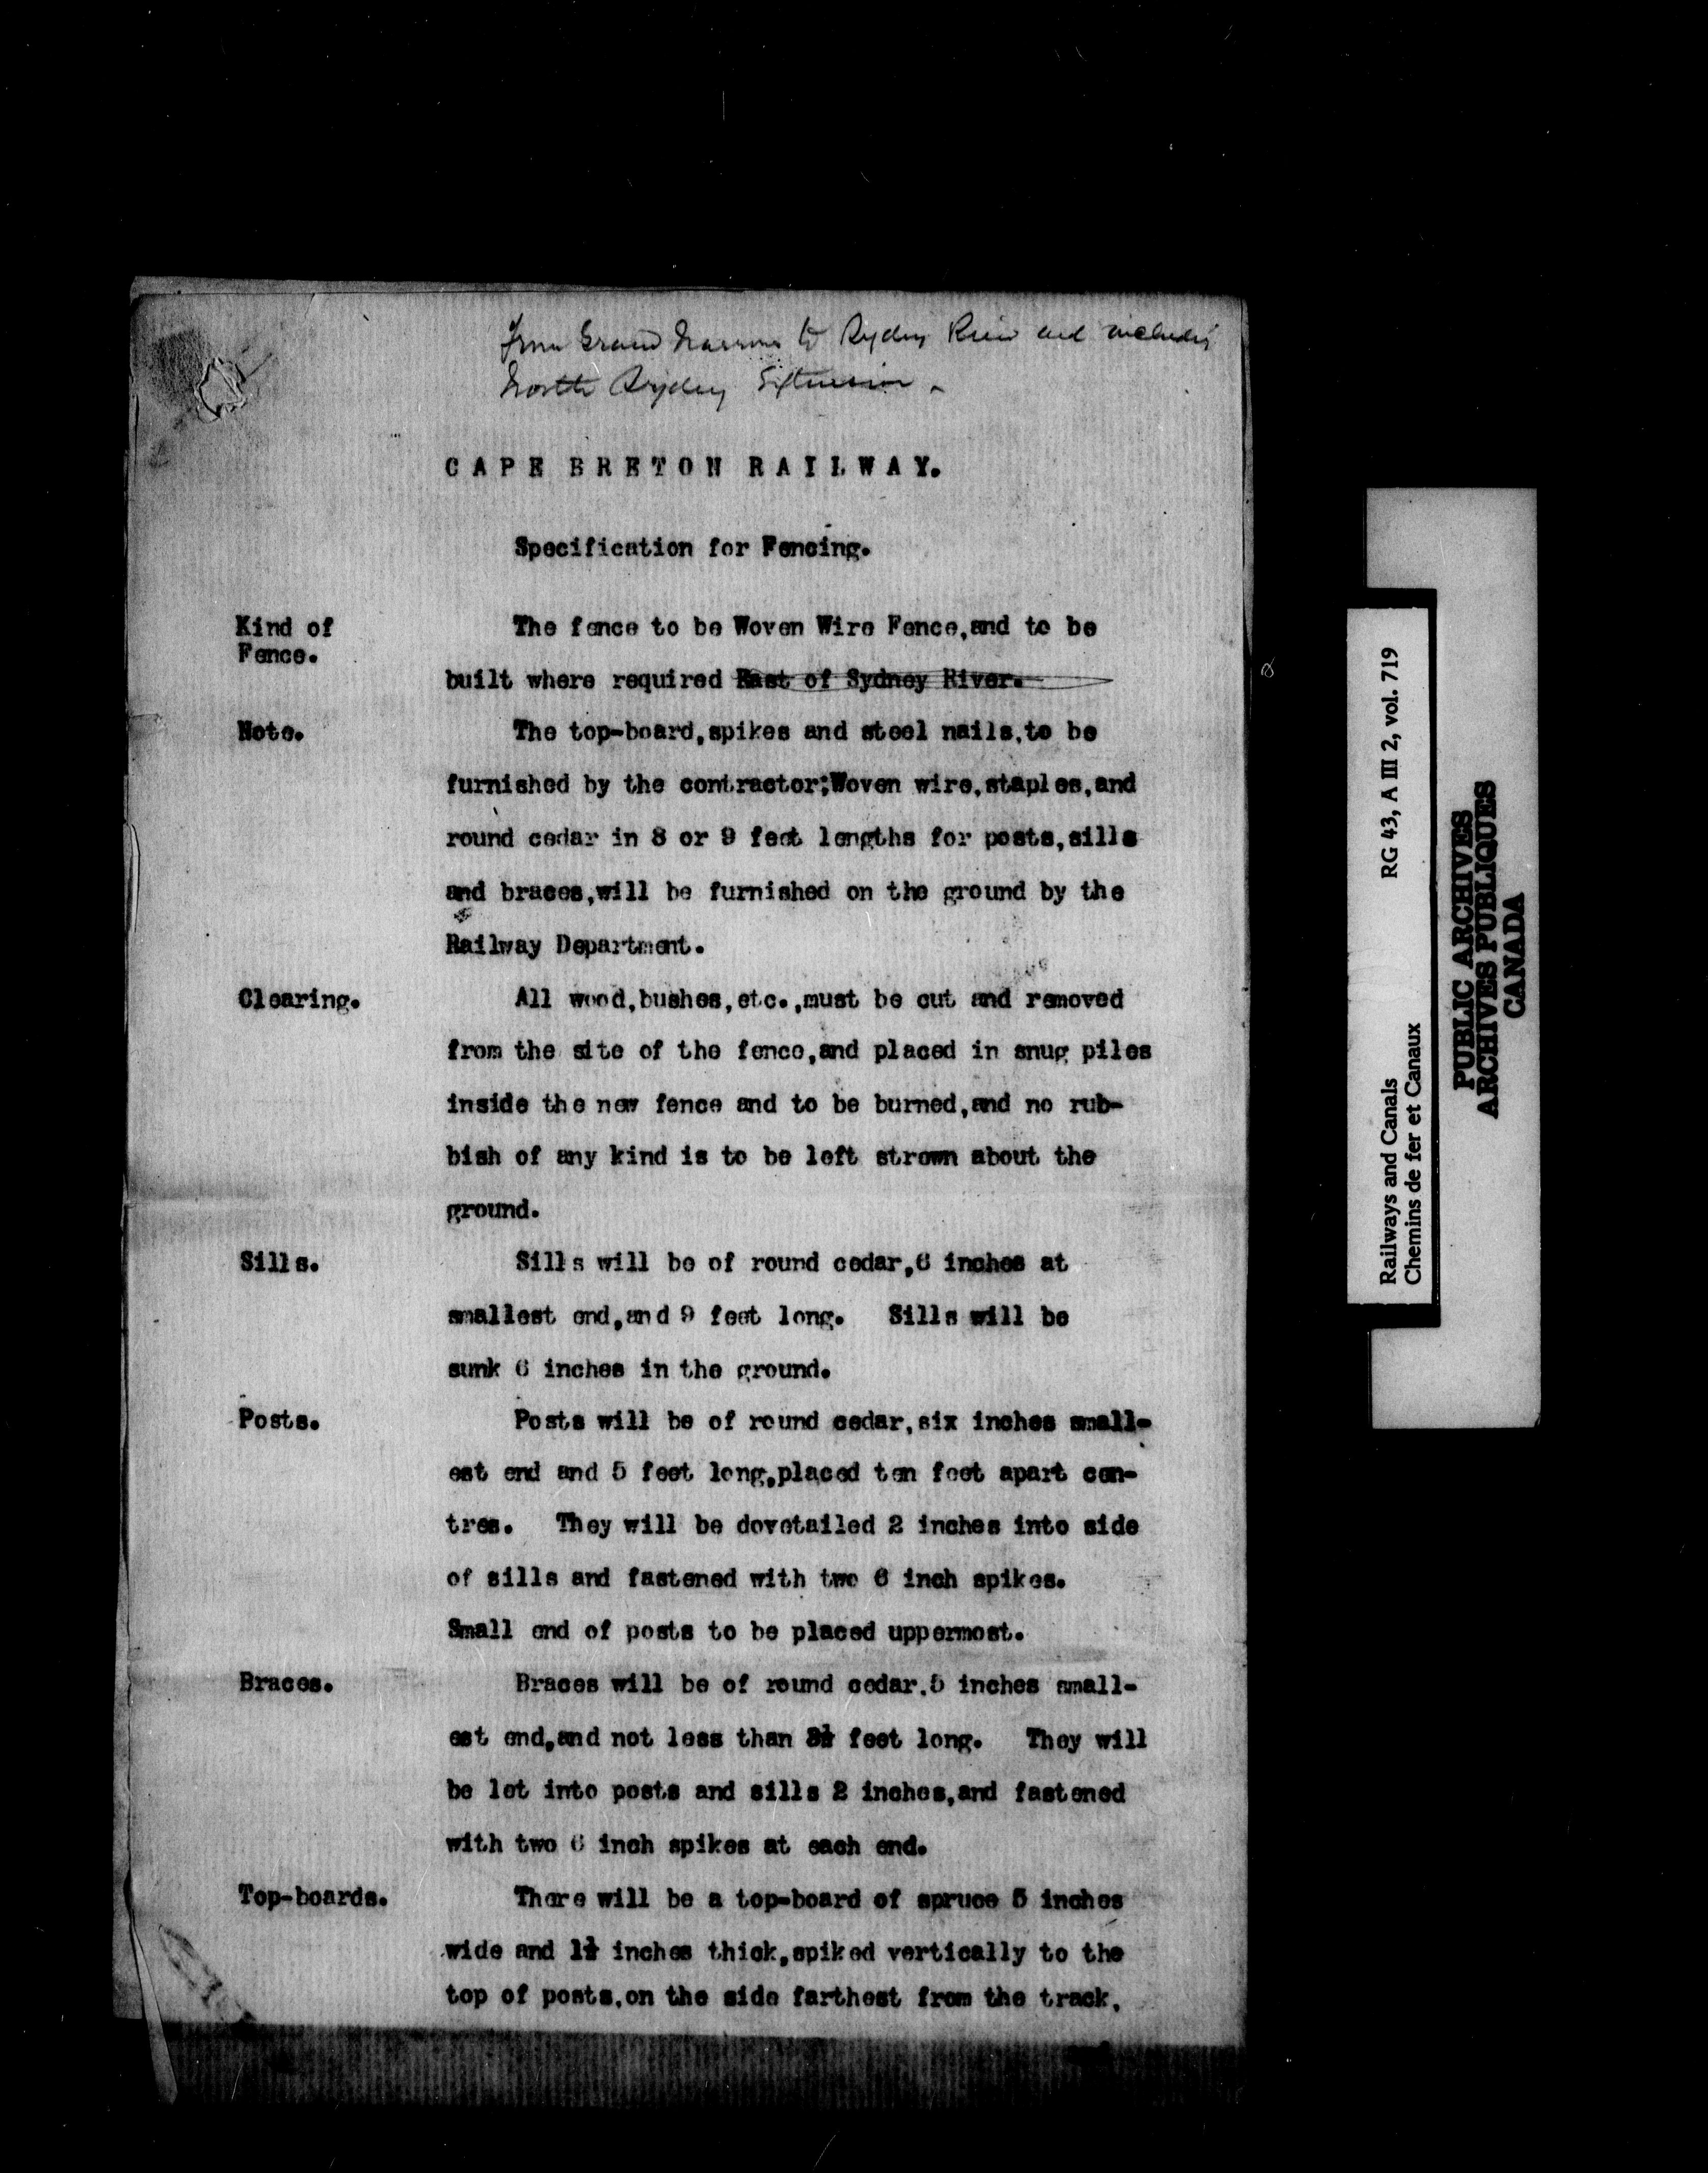 From Grand Narrows to Sydney River and including
North Sydney Extension.
CAPE BRETON RAILWAY.
Specification for Fencing.
Kind of Fence.
The fence to be Woven Wire Fence,and to be
built where required East of Sydney River.
Note.
The top-board,spikes and steel nails,to be
furnished by the contractor;Woven wire,staples,and
round cedar in 8 or 9 feet lengths for posts,sills
and braces,will be furnished on the ground by the
Railway Department.
Clearing.
All wood,bushes,etc.,must be cut and removed
from the site of the fence,and placed in snug piles
inside the new fence and to be burned,and no rub-
bish of any kind is to be left strown about the
ground.
Sills.
Sills will be of round cedar,6 inches at
smallest end,and 9 feet long. Sills will be
sunk 6 inches in the ground.
Posts.
Posts will be of round cedar,six inches small-
est end and 5 feet long,placed ten feet apart cen-
tres. They will be dovetailed 2 inches into side
of sills and fastened with two 6 inch spikes.
Small end of posts to be placed uppermost.
Braces.
Braces will be of round cedar.5 inches small-
est end,and not less than feet long. They will
be let into posts and sills 2 inches,and fastened
with two 6 inch spikes at each end.
Top-boards.
There will be a top-board of spruce 5 inches
wide and inches thick,spiked vertically to the
top of posts,on the side farthest from the track,
Railways and Canals RG 43, A III 2, vol. 719
Chemins de fer et Canaux
PUBLIC ARCHIVES
ARCHIVES PUBLIQUES
CANADA